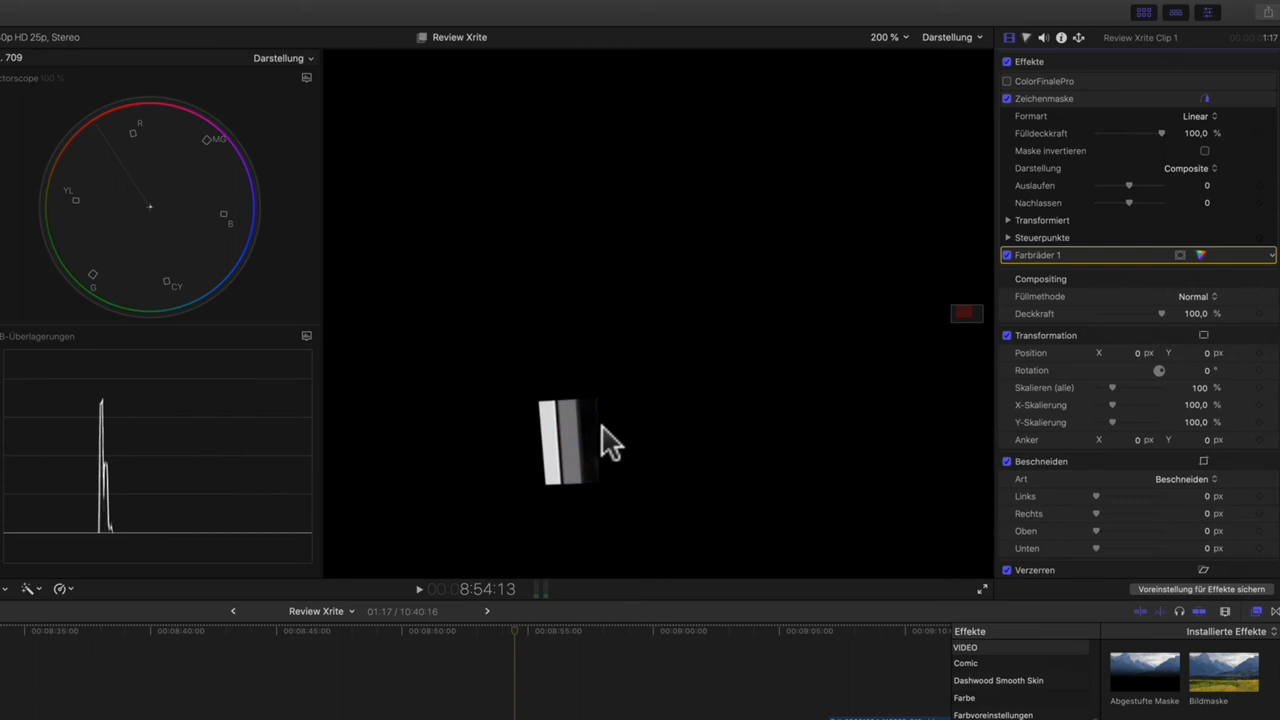 0p HD 25p, Stereo
Review Xrite
200 %
Darstellung
Review Xrite Clip 1
1:17
. 709
Darstellung
Effekte
ctorscope 100 %
ColorFinalePro
Zeichenmaske
Formart Linear
R
MG
YL
B
G
CY
Fülldeckkraft 100,0 %
Maske invertieren
Darstellung Composite
Auslaufen 0
Nachlassen 0
Transformiert
Steuerpunkte
Farbräder 1
Compositing
Füllmethode Normal
Deckkraft 100,0 %
B-Überlagerungen
Transformation
Position X 0 px Y 0 px
Rotation 0 °
Skalieren (alle) 100 %
X-Skalierung 100,0 %
Y-Skalierung 100,0 %
Anker X 0 px Y 0 px
Beschneiden
Art Beschneiden
Links 0 px
Rechts 0 px
Oben 0 px
Unten 0 px
Verzerren
00:08:54:13
Voreinstellung für Effekte sichern
Review Xrite
01:17 / 10:40:16
00:08:35:00 00:08:40:00 00:08:45:00 00:08:50:00 00:08:55:00 00:09:00:00 00:09:05:00 00:09:10:
Effekte
Installierte Effekte
VIDEO
Comic
Dashwood Smooth Skin
Farbe
Farbvoreinstellungen
Abgestufte Maske
Bildmaske